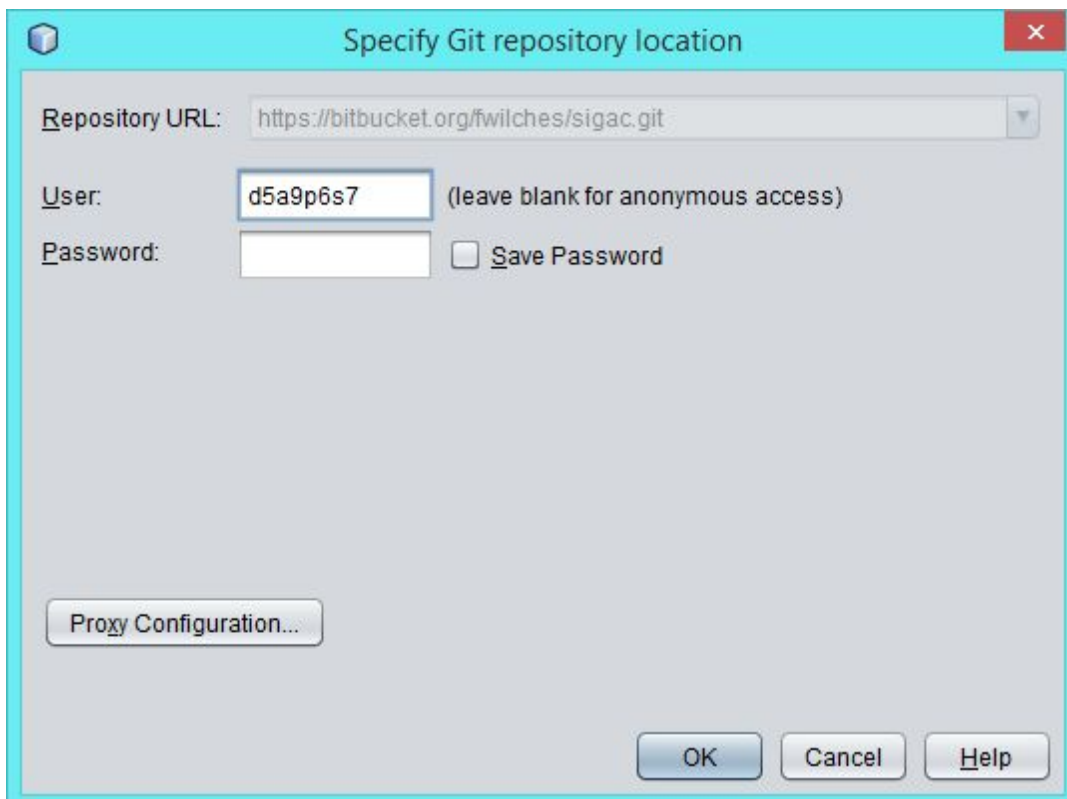 Specify Git repository location
Repository URL: https://bitbucket.org/fwilches/sigac.git
User: d5a9p6s7 (leave blank for anonymous access)
Password: Save Password
Proxy Configuration...
OK Cancel Help